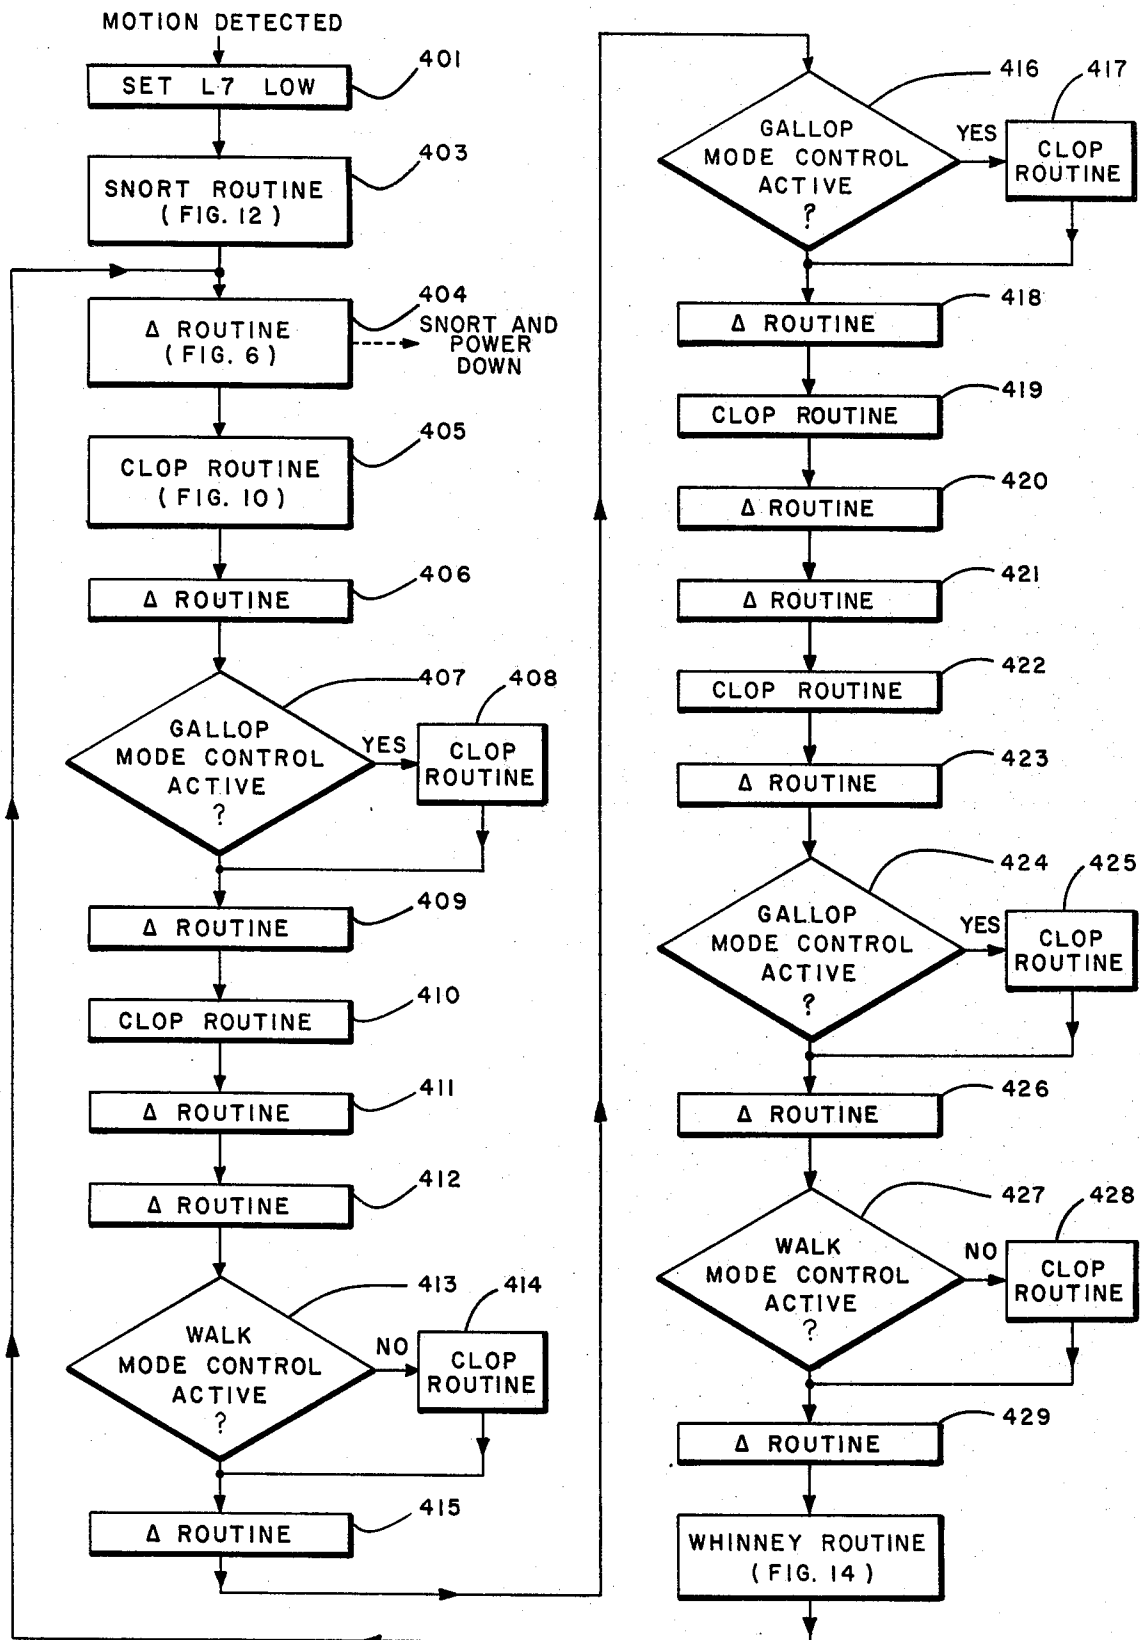 MOTION DETECTED
SET L7 LOW
401
SNORT ROUTINE
(FIG. 12)
403
Δ ROUTINE
(FIG. 6)
404
SNORT AND
POWER
DOWN
CLOP ROUTINE
(FIG. 10)
405
Δ ROUTINE
406
GALLOP
MODE CONTROL
ACTIVE
?
407
YES
408
CLOP
ROUTINE
Δ ROUTINE
409
CLOP ROUTINE
410
Δ ROUTINE
411
Δ ROUTINE
412
WALK
MODE CONTROL
ACTIVE
?
413
NO
414
CLOP
ROUTINE
Δ ROUTINE
415
GALLOP
MODE CONTROL
ACTIVE
?
416
YES
417
CLOP
ROUTINE
Δ ROUTINE
418
CLOP ROUTINE
419
Δ ROUTINE
420
Δ ROUTINE
421
CLOP ROUTINE
422
Δ ROUTINE
423
GALLOP
MODE CONTROL
ACTIVE
?
424
YES
425
CLOP
ROUTINE
Δ ROUTINE
426
WALK
MODE CONTROL
ACTIVE
?
427
NO
428
CLOP
ROUTINE
Δ ROUTINE
429
WHINNEY ROUTINE
(FIG. 14)